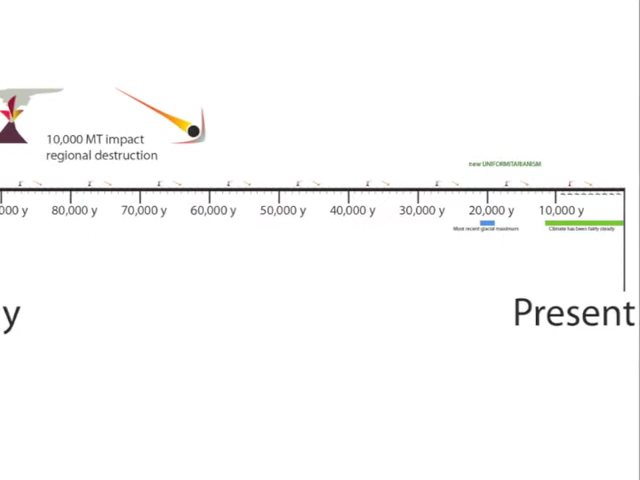 10,000 MT impact
regional destruction
new UNIFORMITARIANISM
000 y 80,000 y 70,000 y 60,000 y 50,000 y 40,000 y 30,000 y 20,000 y 10,000 y
Most recent glacial maximum Climate has been fairly steady
y Present